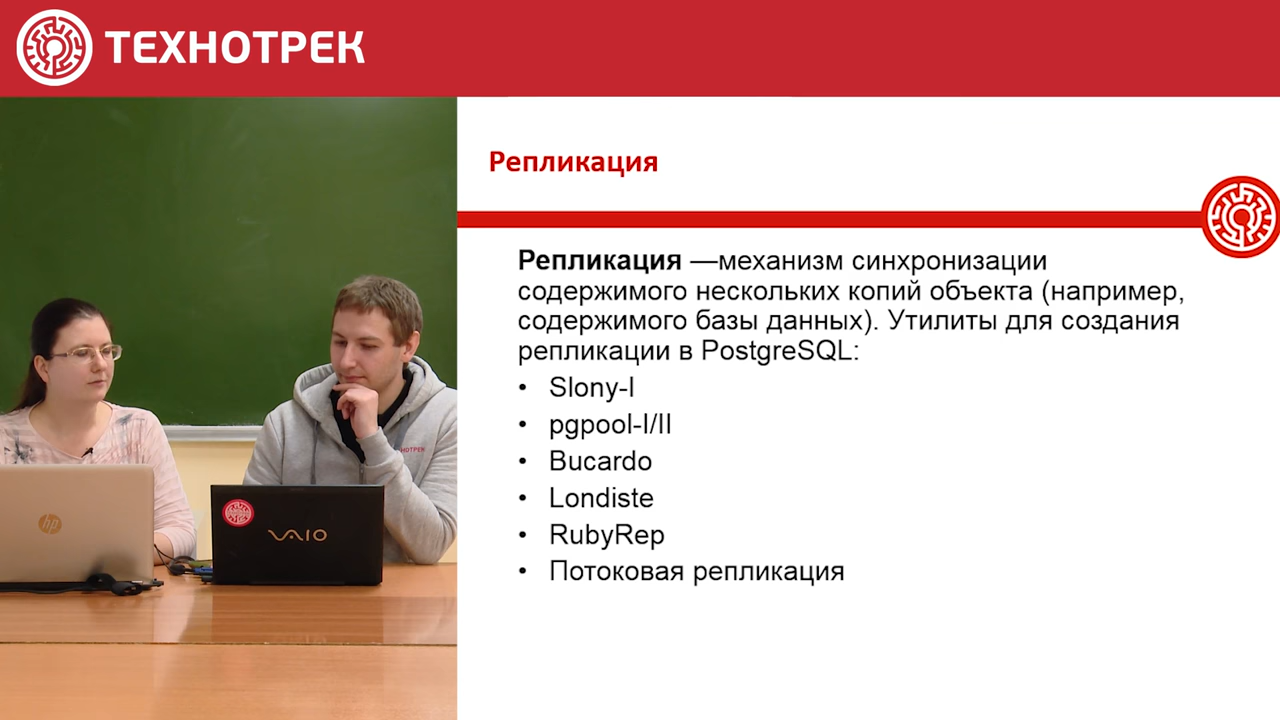 ТЕХНОТРЕК
Репликация
Репликация —механизм синхронизации
содержимого нескольких копий объекта (например,
содержимого базы данных). Утилиты для создания
репликации в PostgreSQL:
• Slony-I
• pgpool-I/II
• Bucardo
• Londiste
• RubyRep
• Потоковая репликация
hp
VAIO